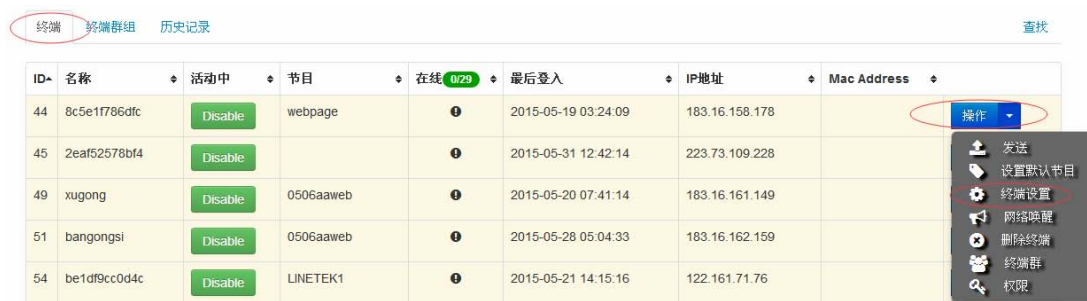 终端 终端群组 历史记录 查找
ID 名称 活动中 节目 在线 0/29 最后登入 IP地址 Mac Address
44 8c5e1f786dfc Disable webpage 2015-05-19 03:24:09 183.16.158.178 操作
45 2eaf52578bf4 Disable 2015-05-31 12:42:14 223.73.109.228
发送
设置默认节目
49 xugong Disable 0506aaweb 2015-05-20 07:41:14 183.16.161.149
终端设置
网络唤醒
51 bangongsi Disable 0506aaweb 2015-05-28 05:04:33 183.16.162.159
删除终端
终端群
54 be1df9cc0d4c Disable LINETEK1 2015-05-21 14:15:16 122.161.71.76
权限